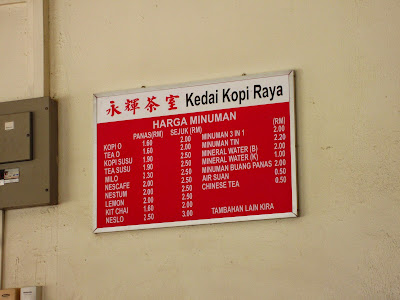 永輝茶室 Kedai Kopi Raya
HARGA MINUMAN
PANAS(RM) SEJUK (RM) (RM)
KOPI O 1.60 2.00 MINUMAN 3 IN 1 2.00
TEA O 1.60 2.00 MINUMAN TIN 2.20
KOPI SUSU 1.90 2.50 MINERAL WATER (B) 2.00
TEA SUSU 1.90 2.50 MINERAL WATER (K) 1.00
MILO 2.30 2.50 MINUMAN BUANG PANAS 2.00
NESCAFE 2.00 2.50 AIR SUAN 0.50
NESTUM 2.00 2.50 CHINESE TEA 0.50
LEMON 2.00 2.50
KIT CHAI 1.60 2.00
NESLO 2.50 3.00 TAMBAHAN LAIN KIRA